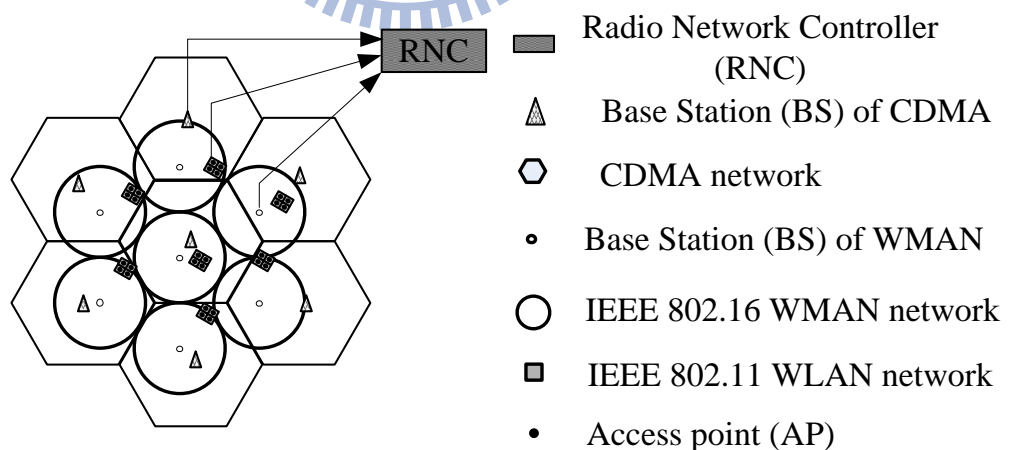 RNC
Radio Network Controller
(RNC)
Base Station (BS) of CDMA
CDMA network
Base Station (BS) of WMAN
IEEE 802.16 WMAN network
IEEE 802.11 WLAN network
Access point (AP)